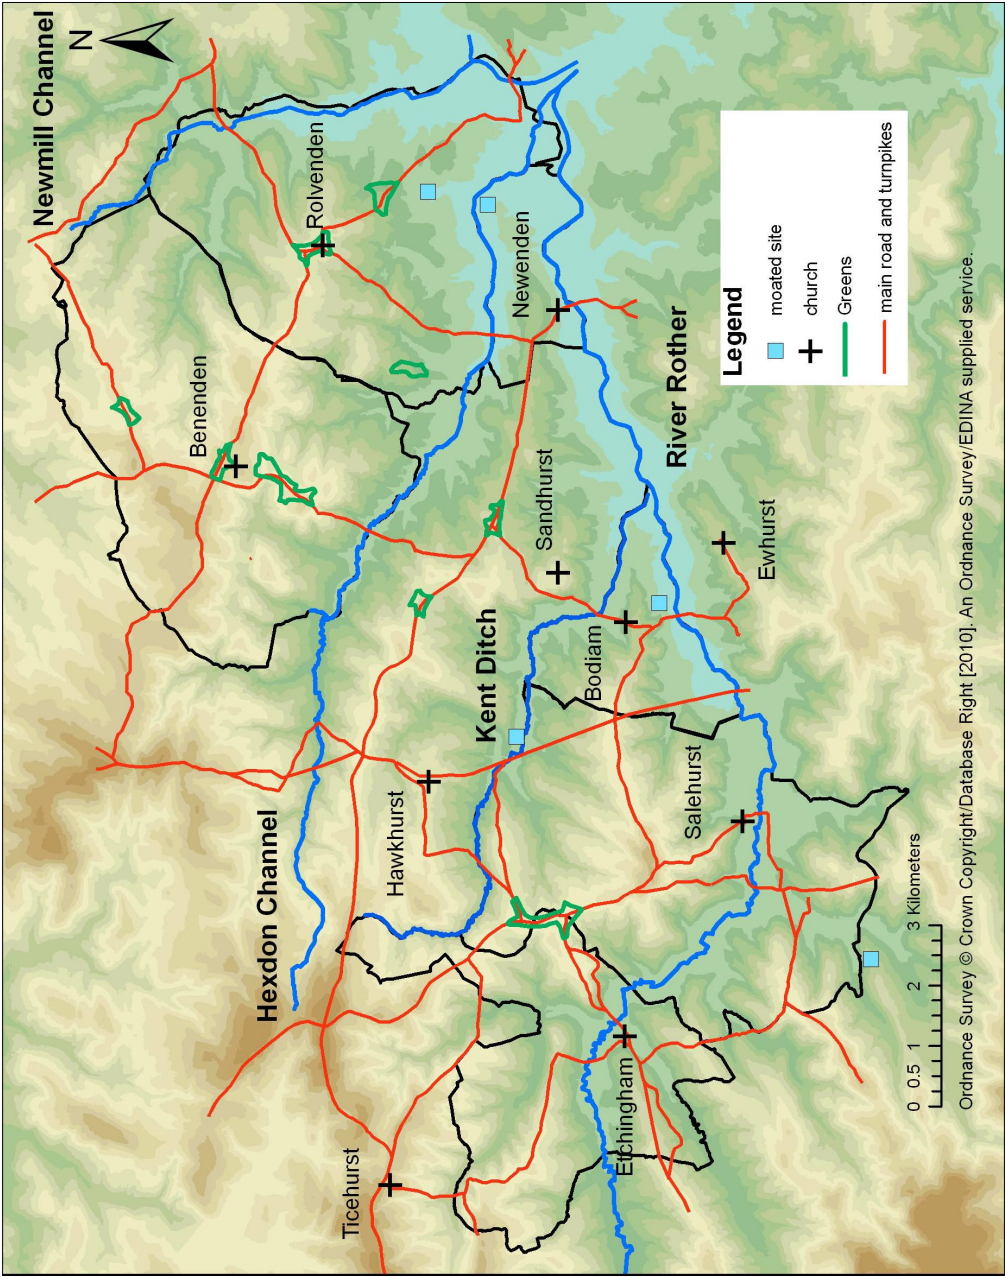 Newmill Channel
N
Rolvenden
Benenden
Newenden
Sandhurst
River Rother
Ewhurst
Kent Ditch
Bodiam
Hawkhurst
Salehurst
Hexdon Channel
Etchingham
Ticehurst
Legend
moated site
church
Greens
main road and turnpikes
0 0.5 1 2 3 Kilometers
Ordnance Survey © Crown Copyright/Database Right [2010]. An Ordnance Survey/EDINA supplied service.